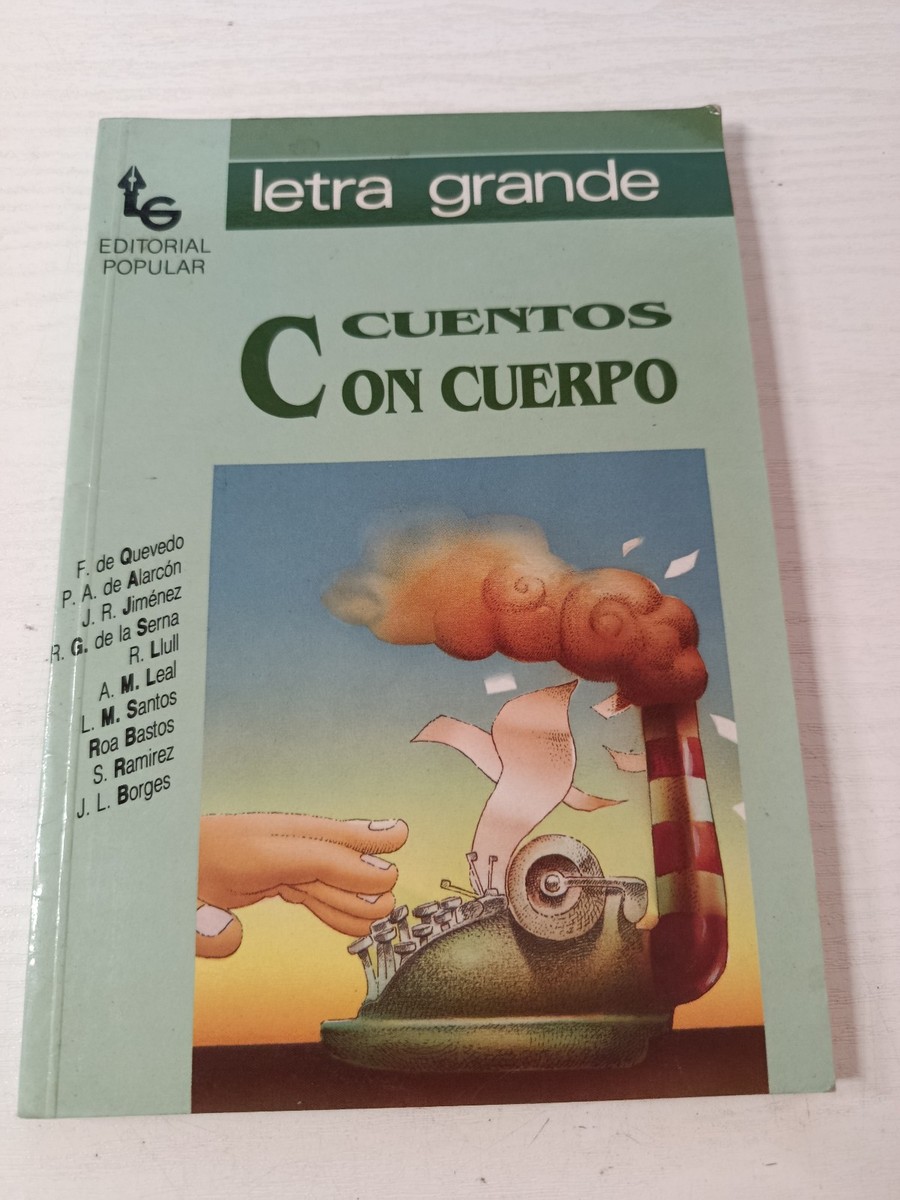 letra grande
LG
EDITORIAL
POPULAR
CUENTOS
CON CUERPO
F. de Quevedo
P. A. de Alarcón
J. R. Jiménez
R. G. de la Serna
R. Llull
A. M. Leal
L. M. Santos
Roa Bastos
S. Ramirez
J. L. Borges